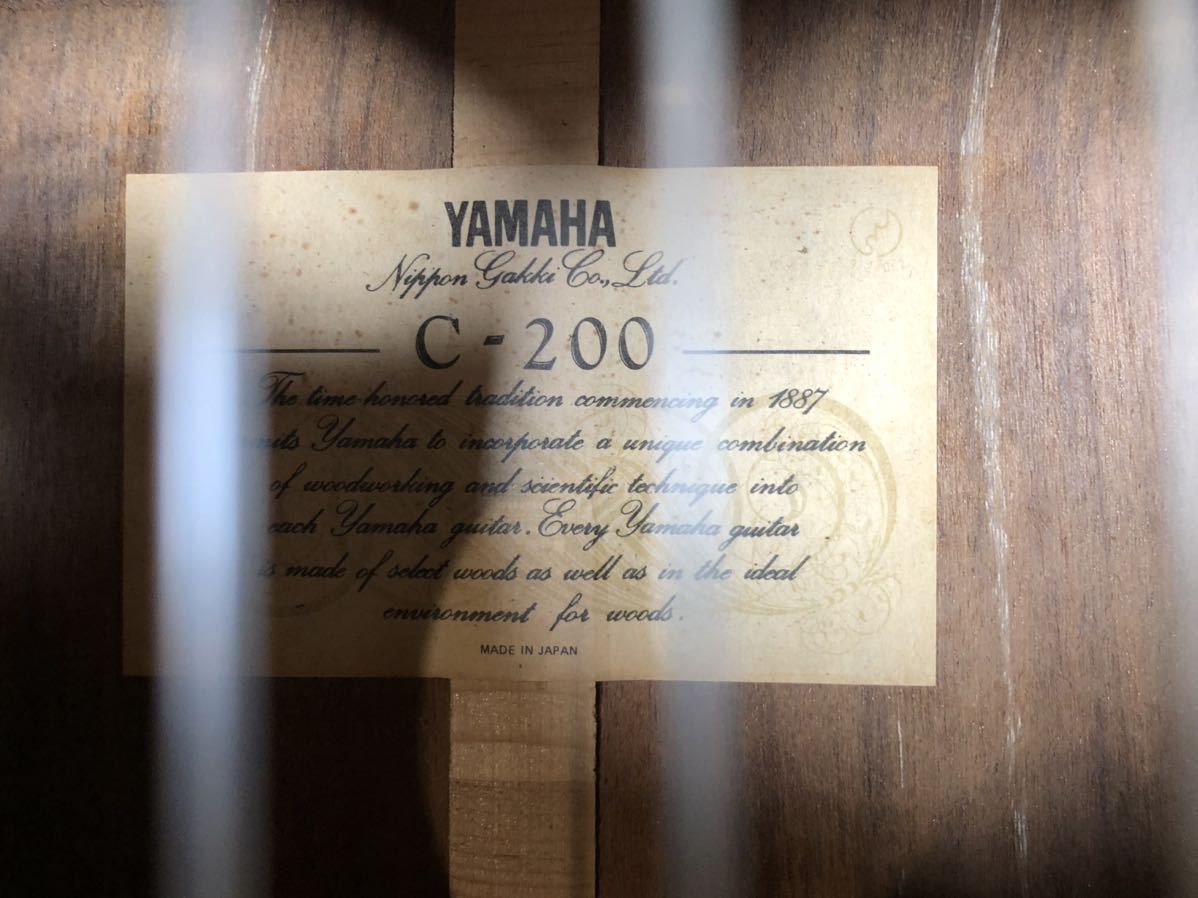 YAMAHA
Nippon Gakki Co., Ltd.
C-200
The time-honored tradition commencing in 1887
Yamaha to incorporate a unique combination
of woodworking and scientific technique into
each Yamaha guitar. Every Yamaha guitar
is made of select woods as well as in the ideal
environment for woods.
MADE IN JAPAN